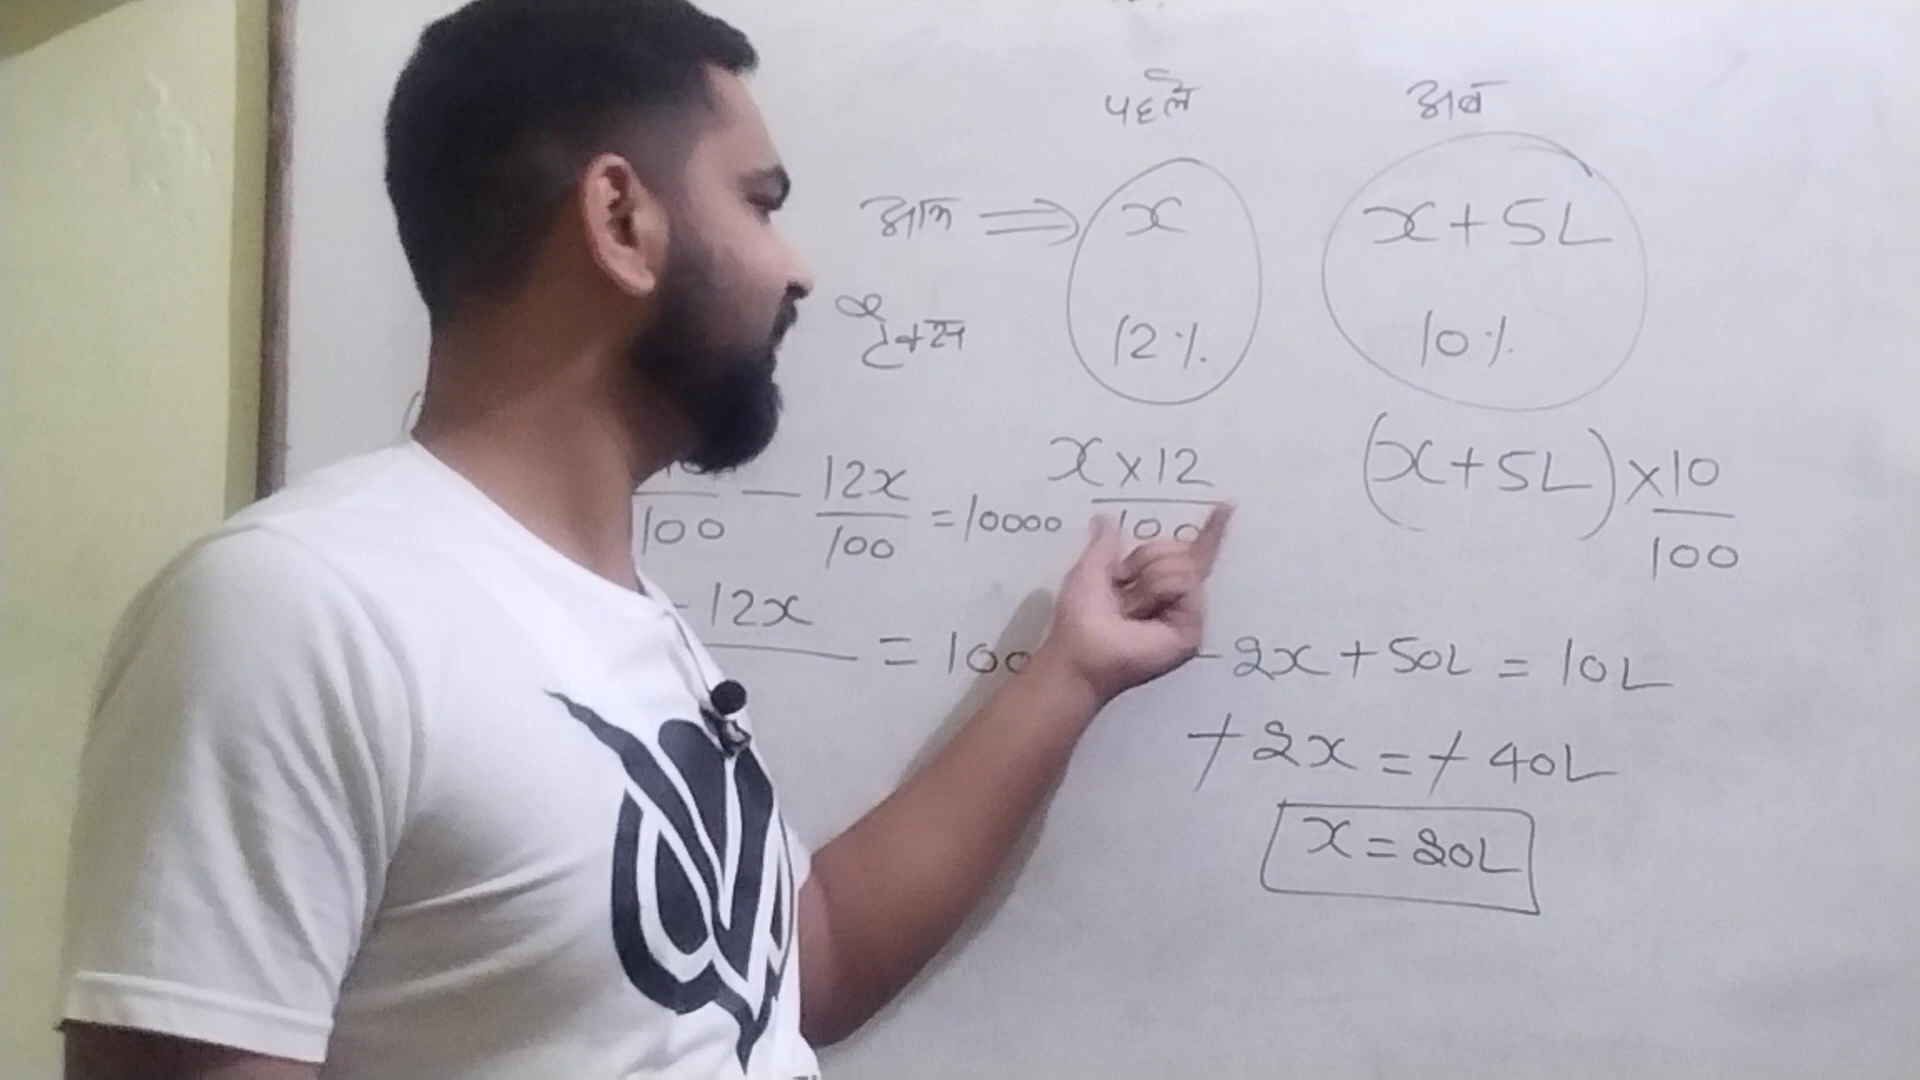 पहले अब
आय ⇒ x x+5L
टैक्स 12% 10%
x×12/100 (x+5L)×10/100
/100 − 12x/100 = 10000
-12x/ = 100
-2x+50L = 10L
+2x = +40L
x = 20L